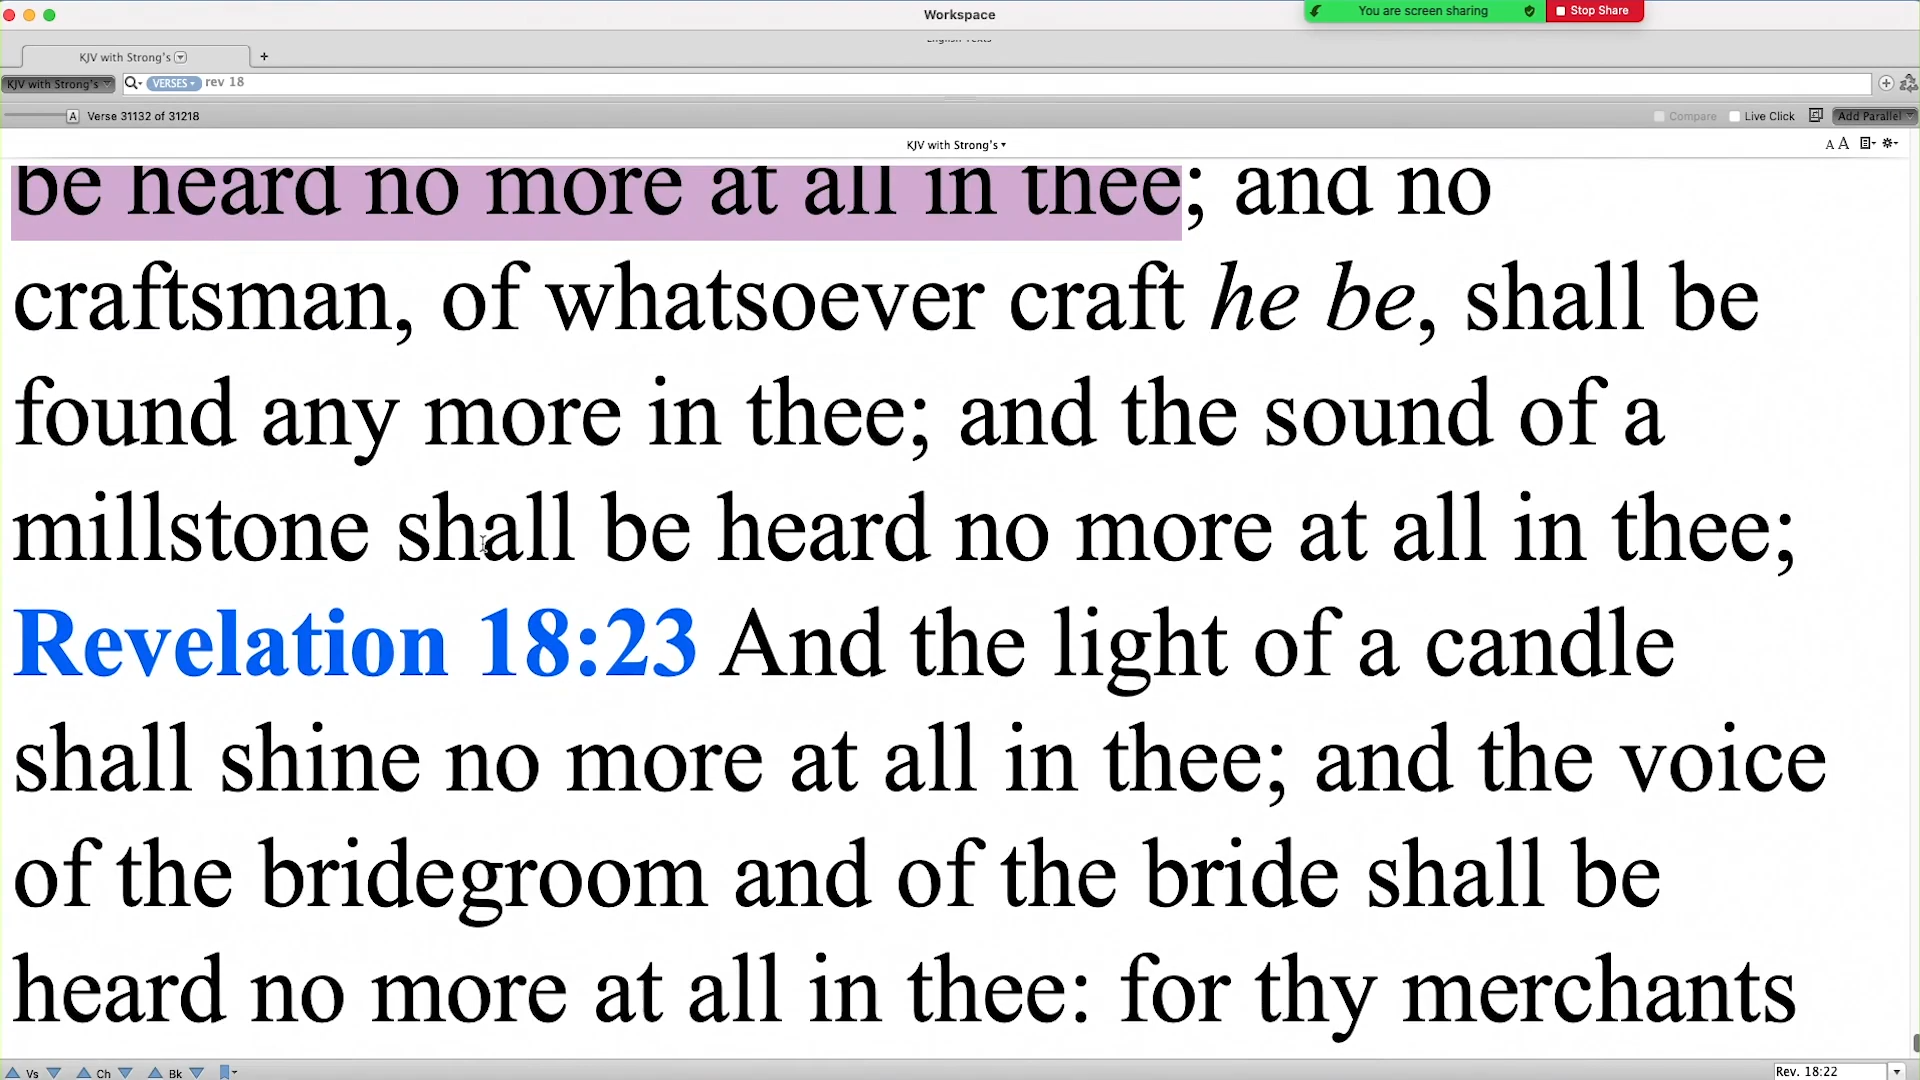 Workspace
You are screen sharing
Stop Share
English Texts
KJV with Strong's
+
KJV with Strong's
VERSES
rev 18
A
Verse 31132 of 31218
Compare
Live Click
Add Parallel
KJV with Strong's
A A
be heard no more at all in thee; and no
craftsman, of whatsoever craft he be, shall be
found any more in thee; and the sound of a
millstone shall be heard no more at all in thee;
Revelation 18:23 And the light of a candle
shall shine no more at all in thee; and the voice
of the bridegroom and of the bride shall be
heard no more at all in thee: for thy merchants
Vs
Ch
Bk
Rev. 18:22